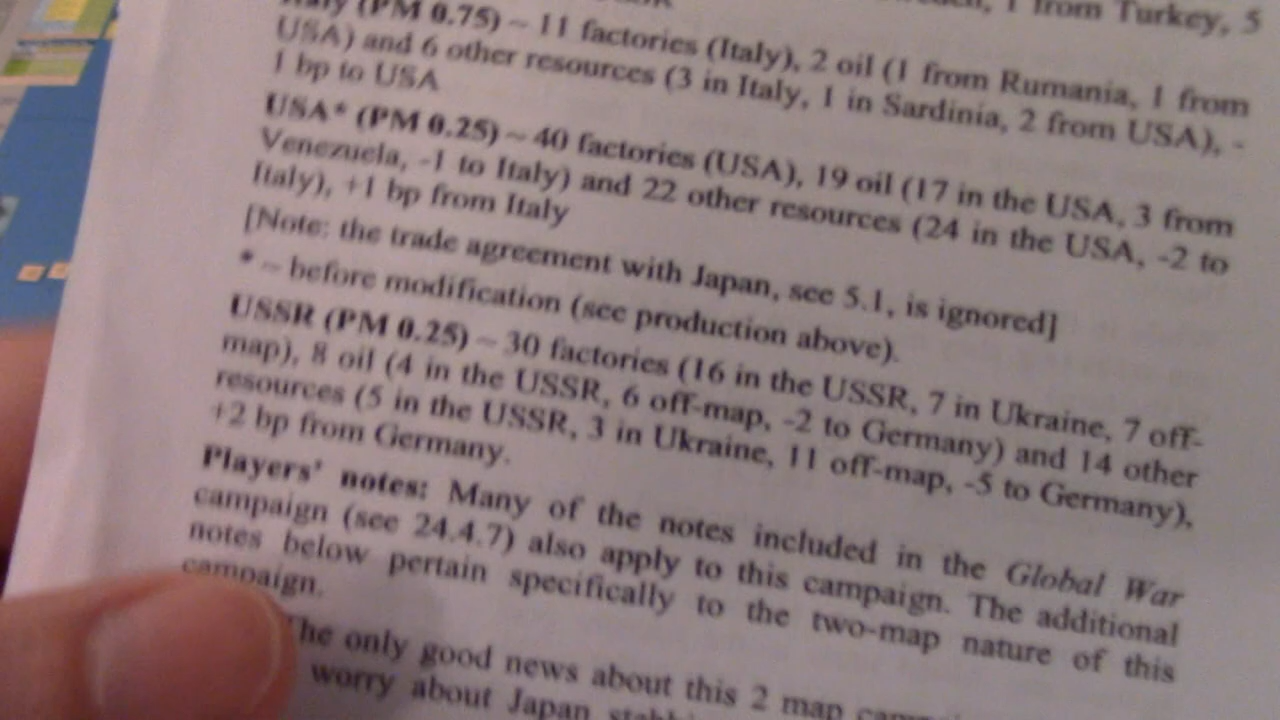 1 from Turkey, 5
Italy (PM 0.75) ~ 11 factories (Italy), 2 oil (1 from Rumania, 1 from
USA) and 6 other resources (3 in Italy, 1 in Sardinia, 2 from USA), -
1 bp to USA
USA* (PM 0.25) ~ 40 factories (USA), 19 oil (17 in the USA, 3 from
Venezuela, -1 to Italy) and 22 other resources (24 in the USA, -2 to
Italy), +1 bp from Italy
[Note: the trade agreement with Japan, see 5.1, is ignored]
* ~ before modification (see production above).
USSR (PM 0.25) ~ 30 factories (16 in the USSR, 7 in Ukraine, 7 off-
map), 8 oil (4 in the USSR, 6 off-map, -2 to Germany) and 14 other
resources (5 in the USSR, 3 in Ukraine, 11 off-map, -5 to Germany),
+2 bp from Germany.
Players' notes: Many of the notes included in the Global War
campaign (see 24.4.7) also apply to this campaign. The additional
notes below pertain specifically to the two-map nature of this
campaign.
The only good news about this 2 map
worry about Japan